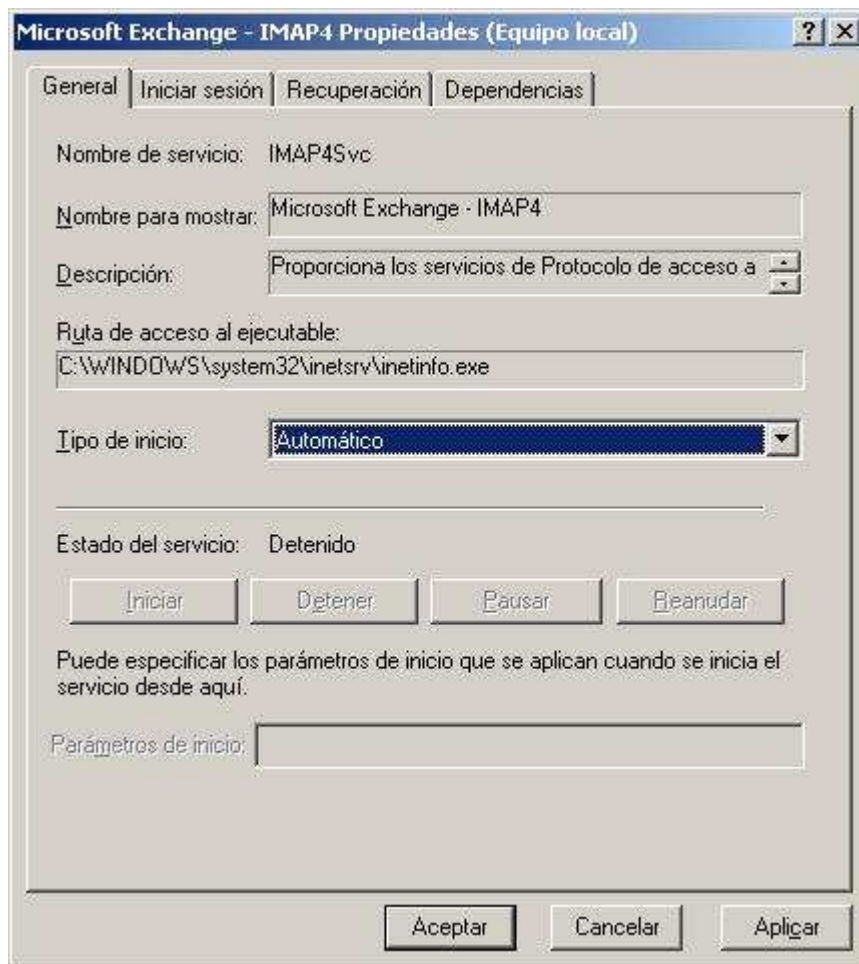 Microsoft Exchange - IMAP4 Propiedades (Equipo local)
General Iniciar sesión Recuperación Dependencias
Nombre de servicio: IMAP4Svc
Nombre para mostrar: Microsoft Exchange - IMAP4
Descripción: Proporciona los servicios de Protocolo de acceso a
Ruta de acceso al ejecutable:
C:\WINDOWS\system32\inetsrv\inetinfo.exe
Tipo de inicio: Automático
Estado del servicio: Detenido
Iniciar Detener Pausar Reanudar
Puede especificar los parámetros de inicio que se aplican cuando se inicia el
servicio desde aquí.
Parámetros de inicio:
Aceptar Cancelar Aplicar